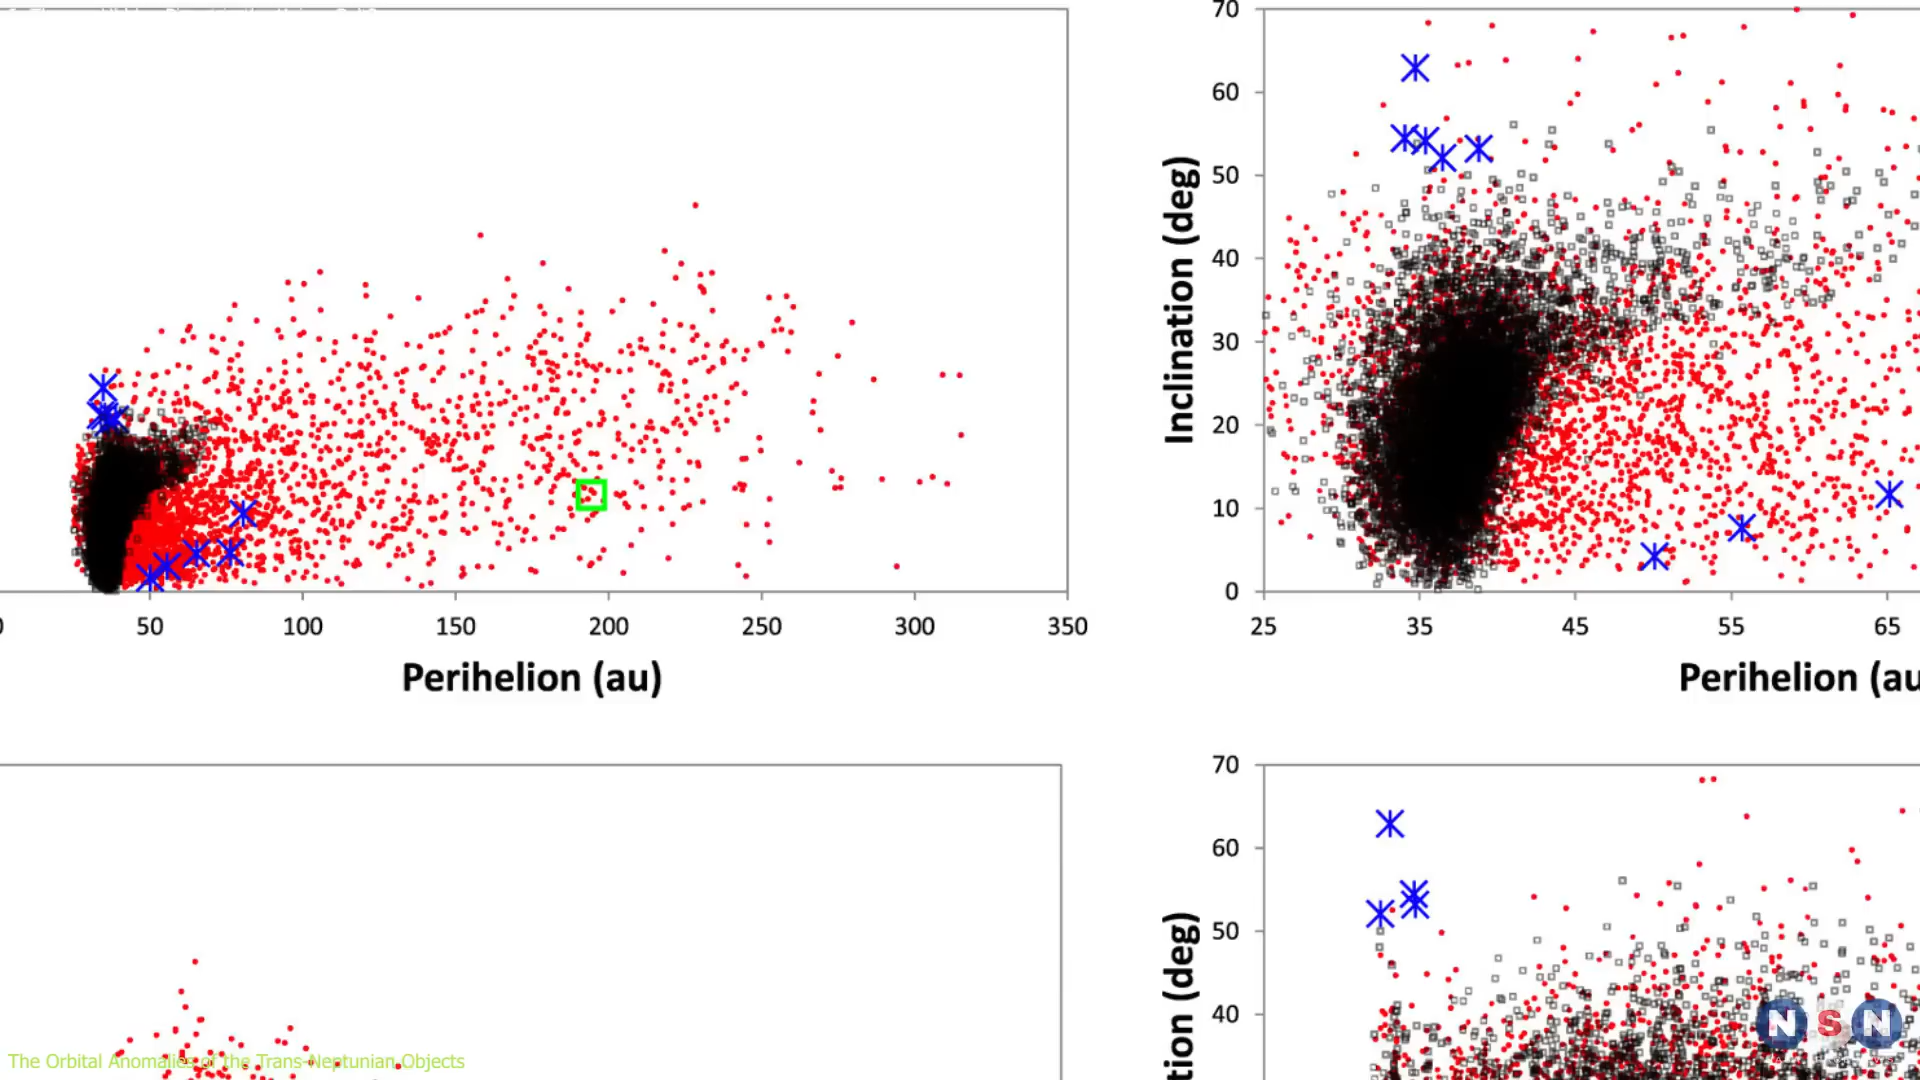 70
60
50
40
30
20
10
0
Inclination (deg)
0 50 100 150 200 250 300 350
25 35 45 55 65
Perihelion (au)
Perihelion (au
70
60
50
40
tion (deg)
N S N
The Orbital Anomalies of the Trans-Neptunian Objects